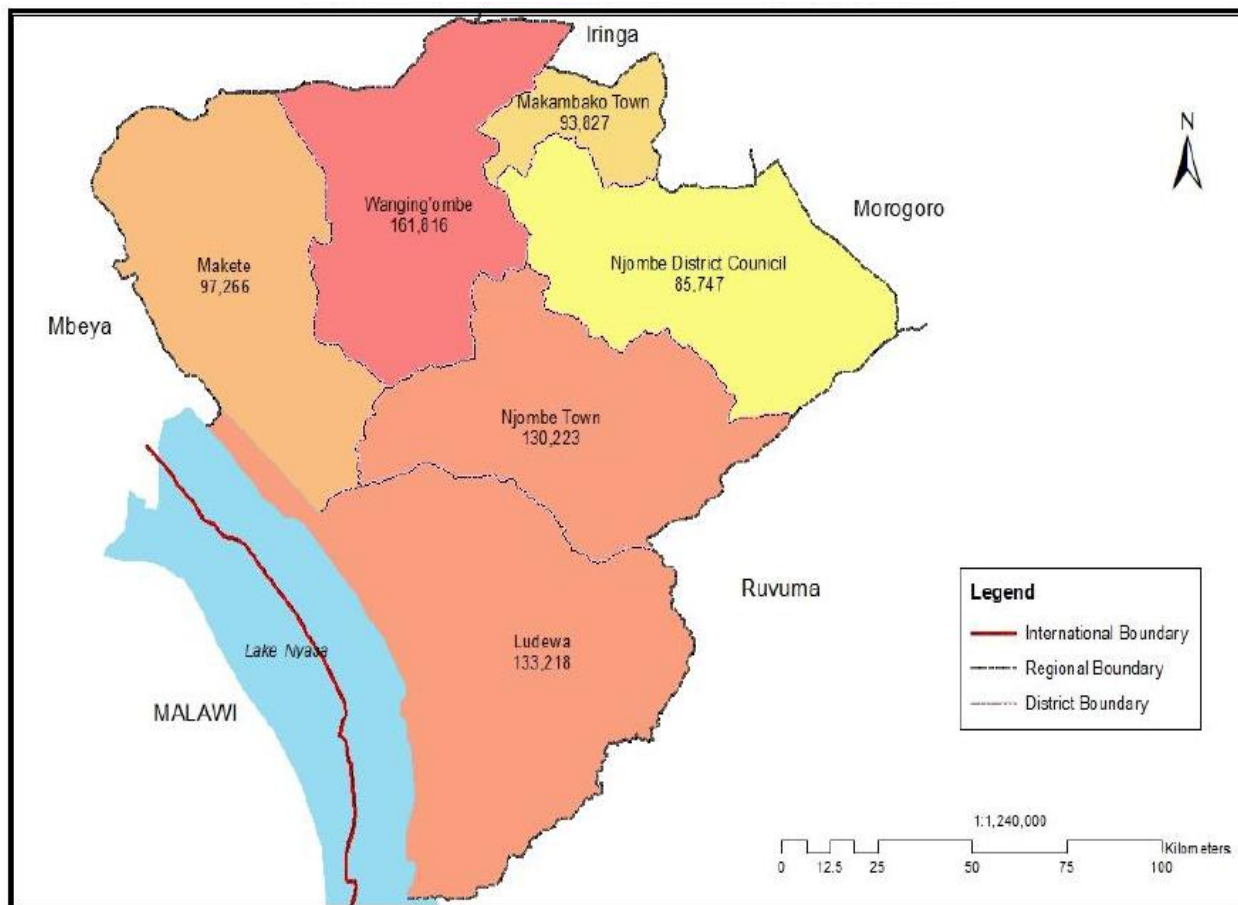 Iringa
Makambako Town
93,827
N
Wanging'ombe
161,816
Morogoro
Makete
97,266
Njombe District Counicil
85,747
Mbeya
Njombe Town
130,223
Ruvuma
Lake Nyasa
Ludewa
133,218
MALAWI
Legend
International Boundary
Regional Boundary
District Boundary
1:1,240,000
Kilometers
0 12.5 25 50 75 100